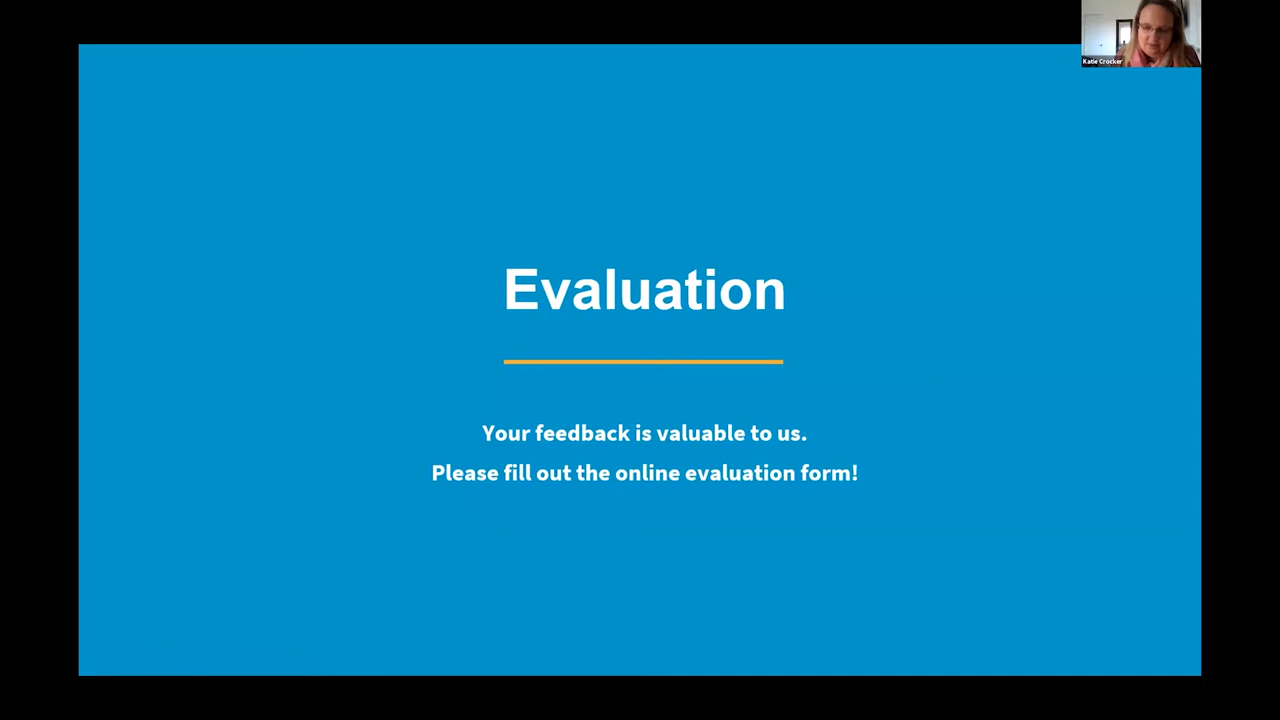 Katie Crocker
Evaluation
Your feedback is valuable to us.
Please fill out the online evaluation form!